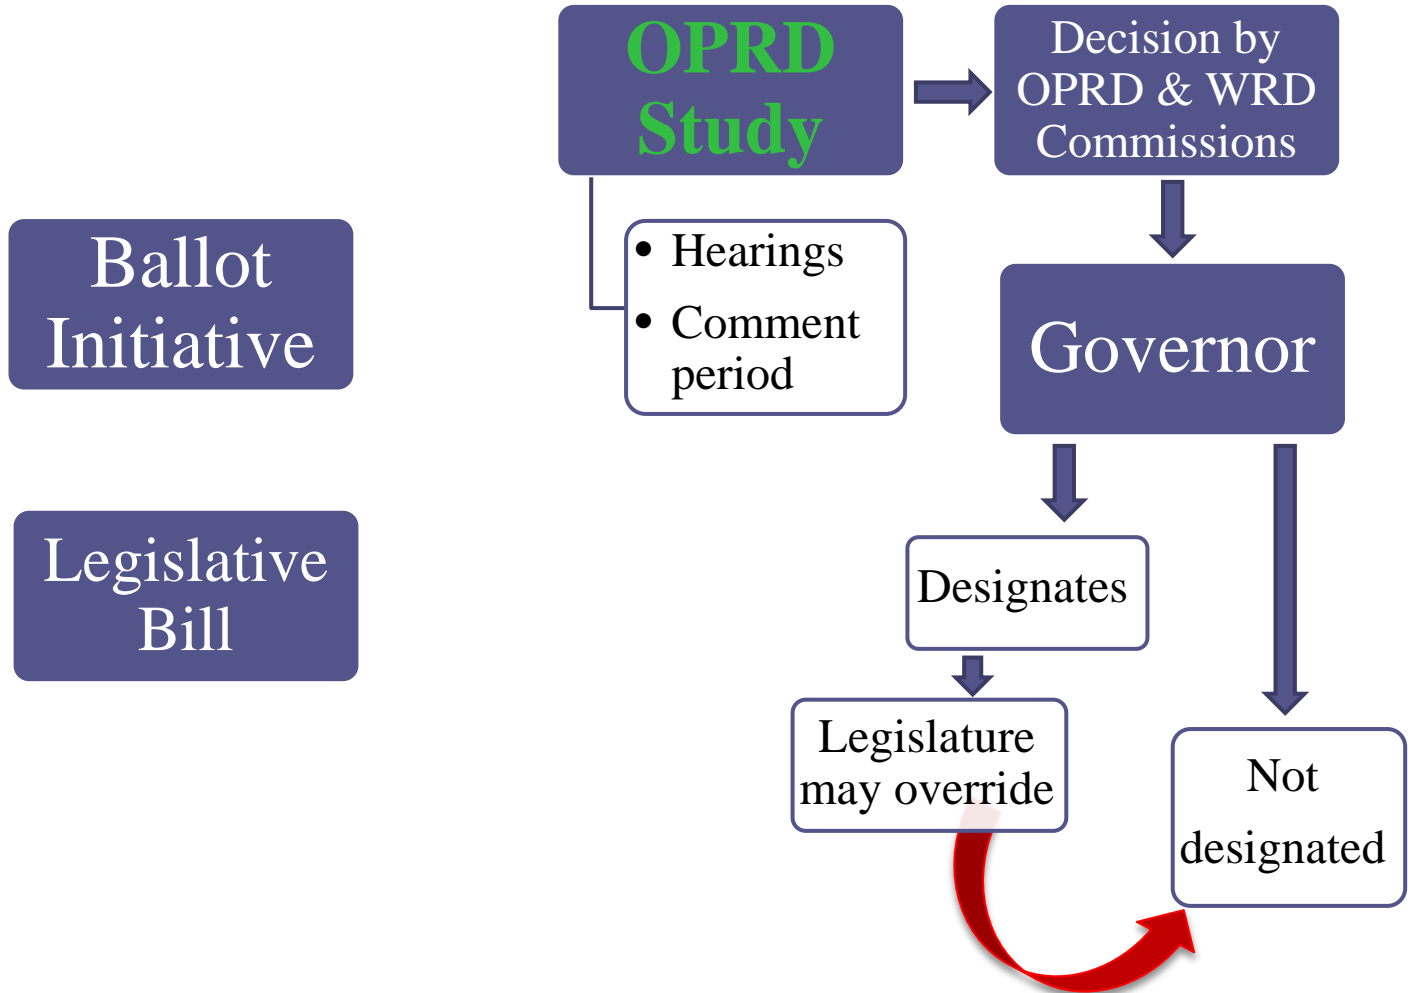 OPRD
Study
Decision by
OPRD & WRD
Commissions
Ballot
Initiative
• Hearings
• Comment
period
Governor
Legislative
Bill
Designates
Legislature
may override
Not
designated